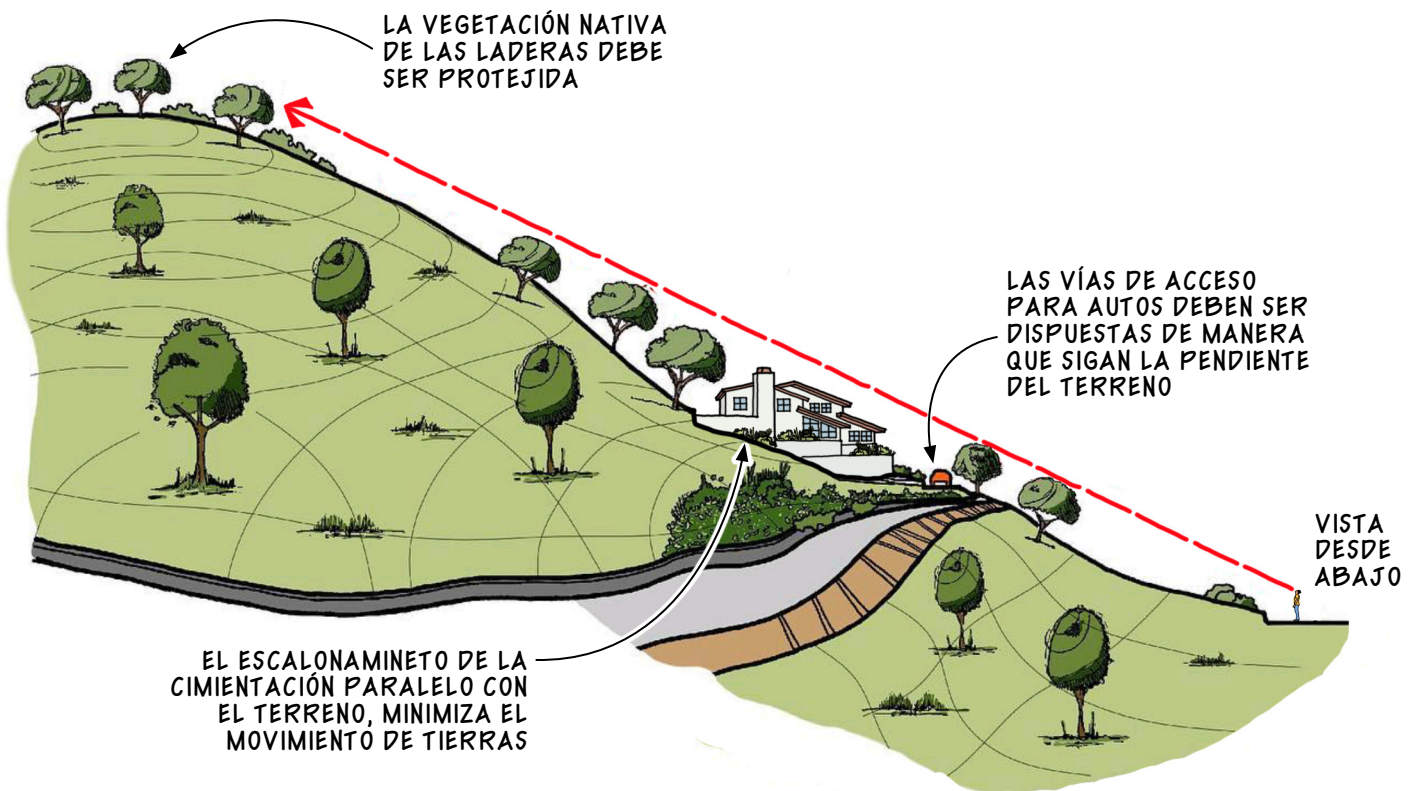 LA VEGETACIÓN NATIVA
DE LAS LADERAS DEBE
SER PROTEJIDA
LAS VÍAS DE ACCESO
PARA AUTOS DEBEN SER
DISPUESTAS DE MANERA
QUE SIGAN LA PENDIENTE
DEL TERRENO
VISTA
DESDE
ABAJO
EL ESCALONAMINETO DE LA
CIMIENTACIÓN PARALELO CON
EL TERRENO, MINIMIZA EL
MOVIMIENTO DE TIERRAS